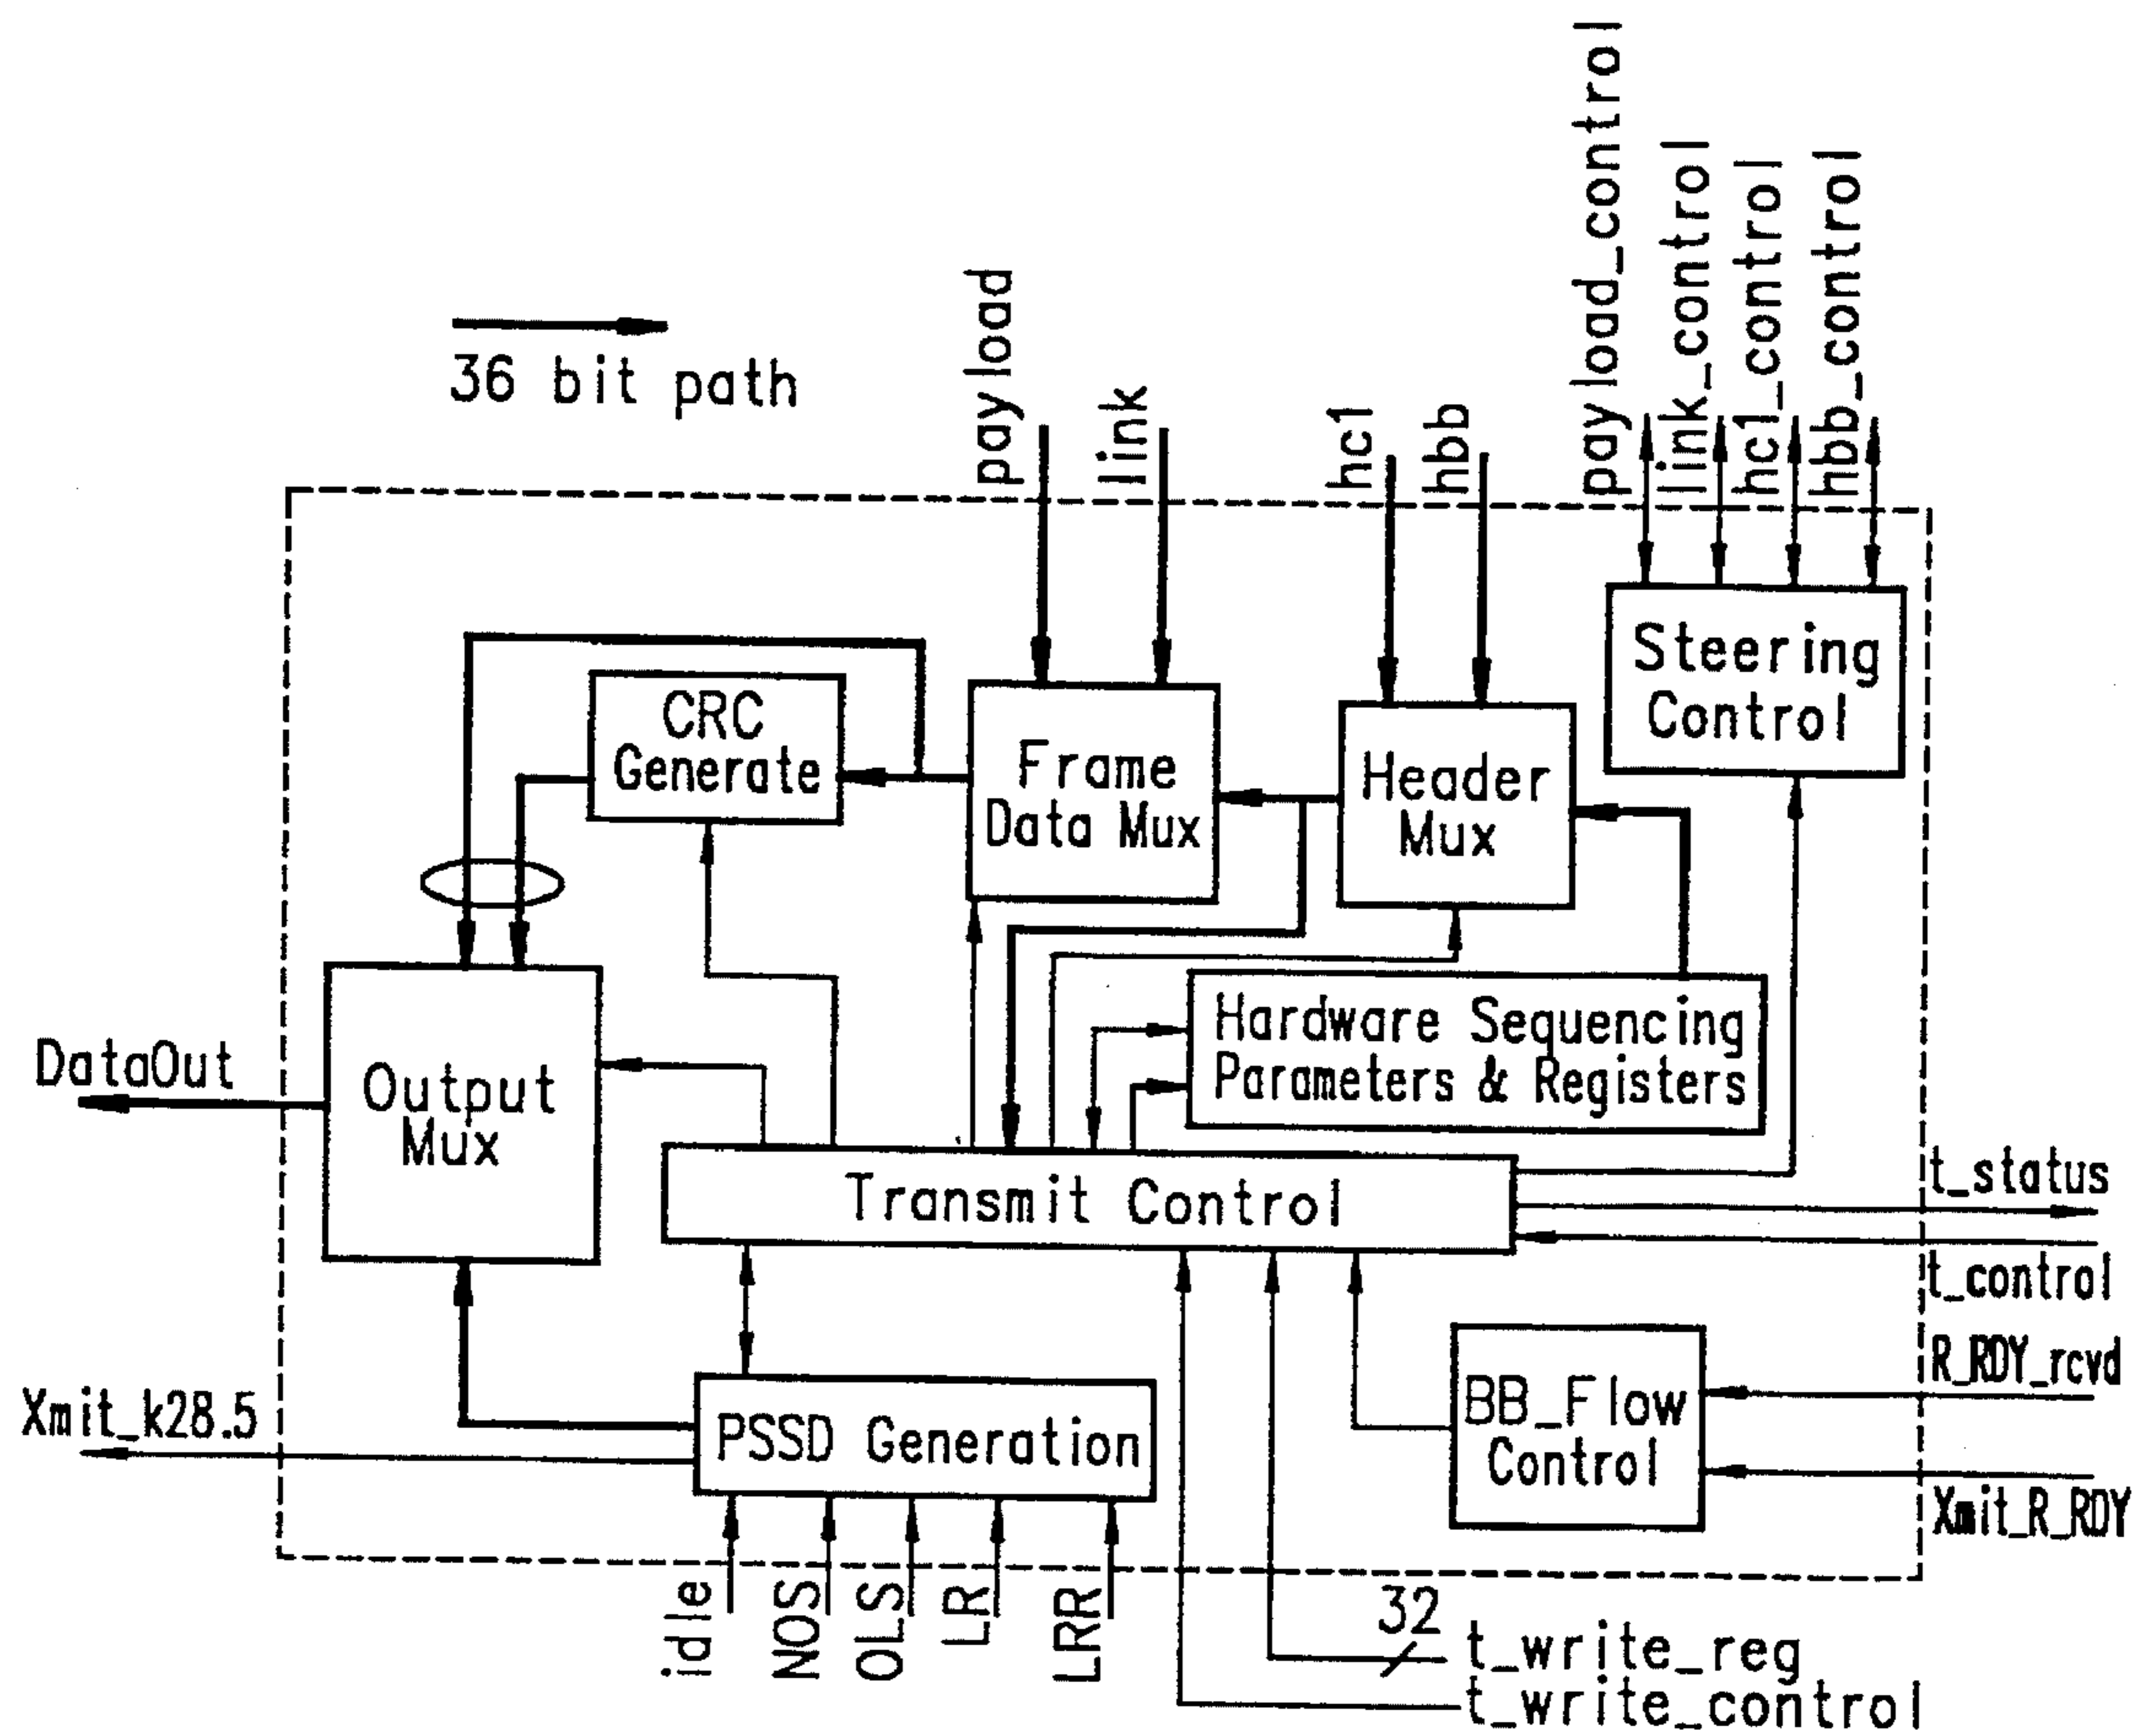 payload_control
link_control
hc1_control
hbb_control
36 bit path
payload
link
hc1
hbb
Steering
Control
CRC
Generate
Frame
Data Mux
Header
Mux
Hardware Sequencing
Parameters & Registers
DataOut
Output
Mux
Transmit Control
t_status
t_control
R_RDY_rcvd
Xmit_k28.5
PSSD Generation
BB_Flow
Control
Xmit_R_RDY
idle
NOS
OLS
LR
LRR
32
t_write_reg
t_write_control